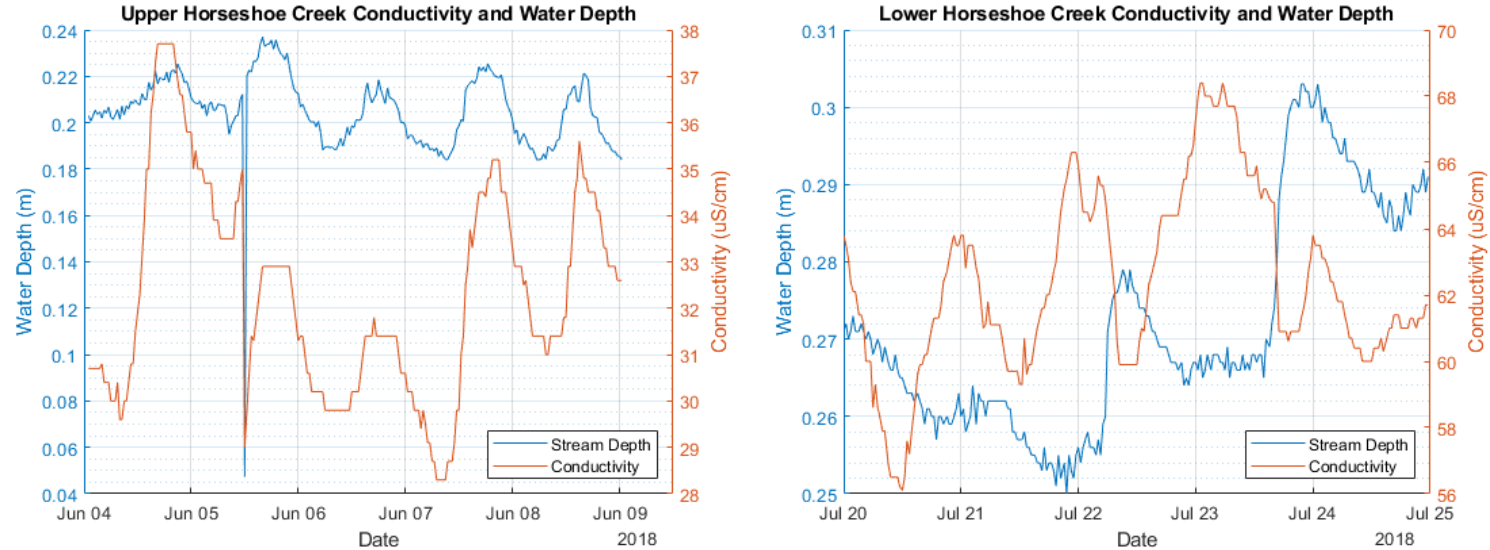 Upper Horseshoe Creek Conductivity and Water Depth
0.24
0.22
0.2
0.18
0.16
0.14
0.12
0.1
0.08
0.06
0.04
Water Depth (m)
38
37
36
35
34
33
32
31
30
29
28
Conductivity (uS/cm)
Stream Depth
Conductivity
Jun 04 Jun 05 Jun 06 Jun 07 Jun 08 Jun 09
Date 2018
Lower Horseshoe Creek Conductivity and Water Depth
0.31
0.3
0.29
0.28
0.27
0.26
0.25
Water Depth (m)
70
68
66
64
62
60
58
56
Conductivity (uS/cm)
Stream Depth
Conductivity
Jul 20 Jul 21 Jul 22 Jul 23 Jul 24 Jul 25
Date 2018